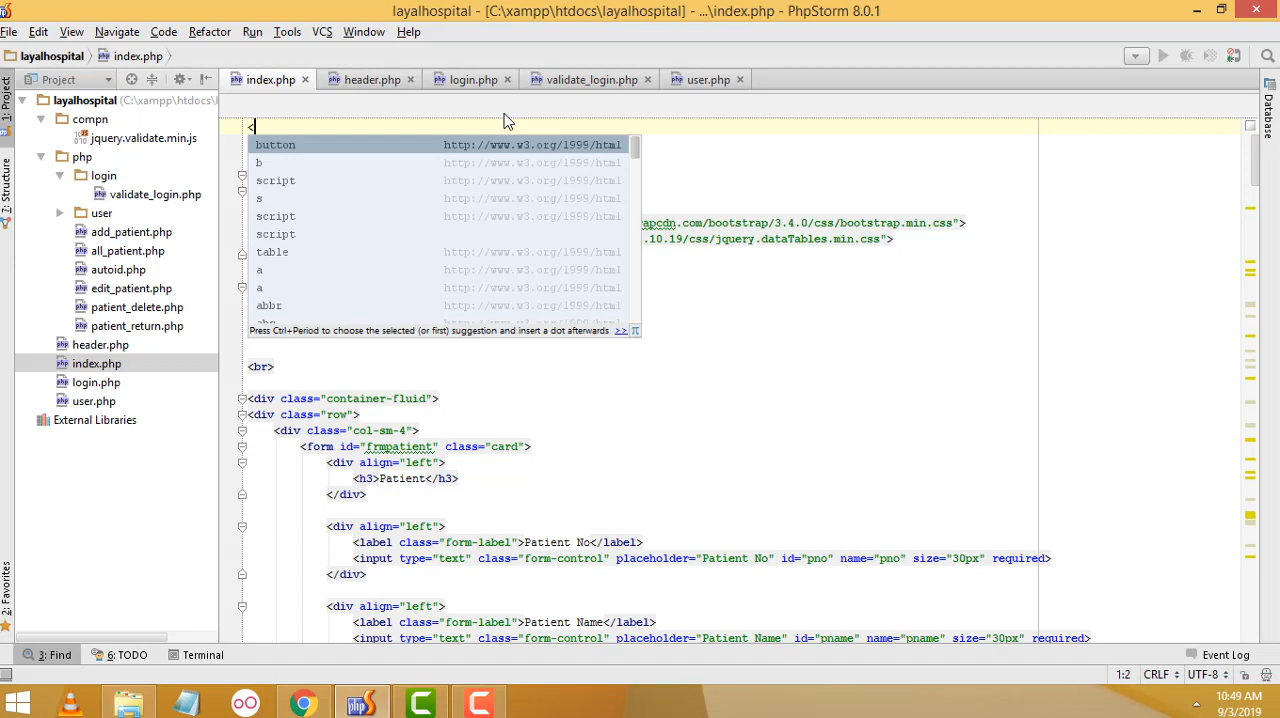 layalhospital - [C:\xampp\htdocs\layalhospital] - ...\index.php - PhpStorm 8.0.1
File Edit View Navigate Code Refactor Run Tools VCS Window Help
layalhospital index.php
Project
index.php header.php login.php validate_login.php user.php
1: Project
Structure
2: Favorites
Database
layalhospital (C:\xampp\htdocs\l
compn
jquery.validate.min.js
php
login
validate_login.php
user
add_patient.php
all_patient.php
autoid.php
edit_patient.php
patient_delete.php
patient_return.php
header.php
index.php
login.php
user.php
External Libraries
<
button http://www.w3.org/1999/html
b http://www.w3.org/1999/html
script http://www.w3.org/1999/html
s http://www.w3.org/1999/html
script http://www.w3.org/1999/html
script
table http://www.w3.org/1999/html
a http://www.w3.org/1999/html
a http://www.w3.org/1999/html
abbr http://www.w3.org/1999/html
Press Ctrl+Period to choose the selected (or first) suggestion and insert a dot afterwards >> π
apcdn.com/bootstrap/3.4.0/css/bootstrap.min.css">
.10.19/css/jquery.dataTables.min.css">
<br>
<div class="container-fluid">
<div class="row">
<div class="col-sm-4">
<form id="frmpatient" class="card">
<div align="left">
<h3>Patient</h3>
</div>
<div align="left">
<label class="form-label">Patient No</label>
<input type="text" class="form-control" placeholder="Patient No" id="pno" name="pno" size="30px" required>
</div>
<div align="left">
<label class="form-label">Patient Name</label>
<input type="text" class="form-control" placeholder="Patient Name" id="pname" name="pname" size="30px" required>
3: Find 6: TODO Terminal Event Log
1:2 CRLF UTF-8
10:49 AM
9/3/2019